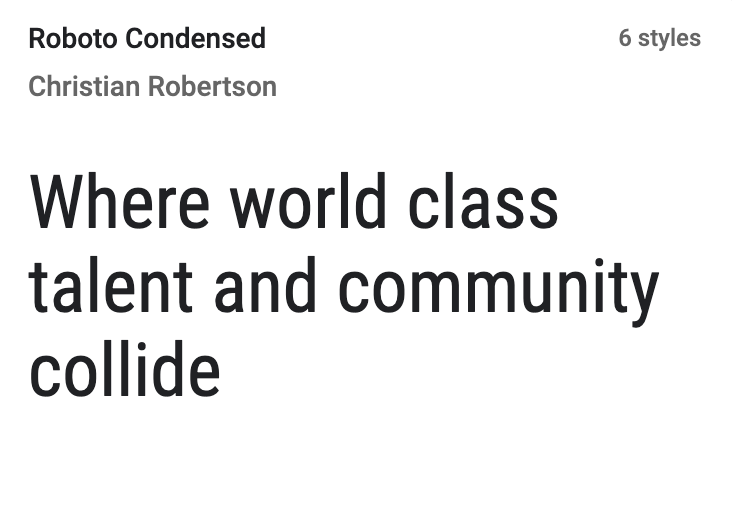 Roboto Condensed
6 styles
Christian Robertson
Where world class
talent and community
collide